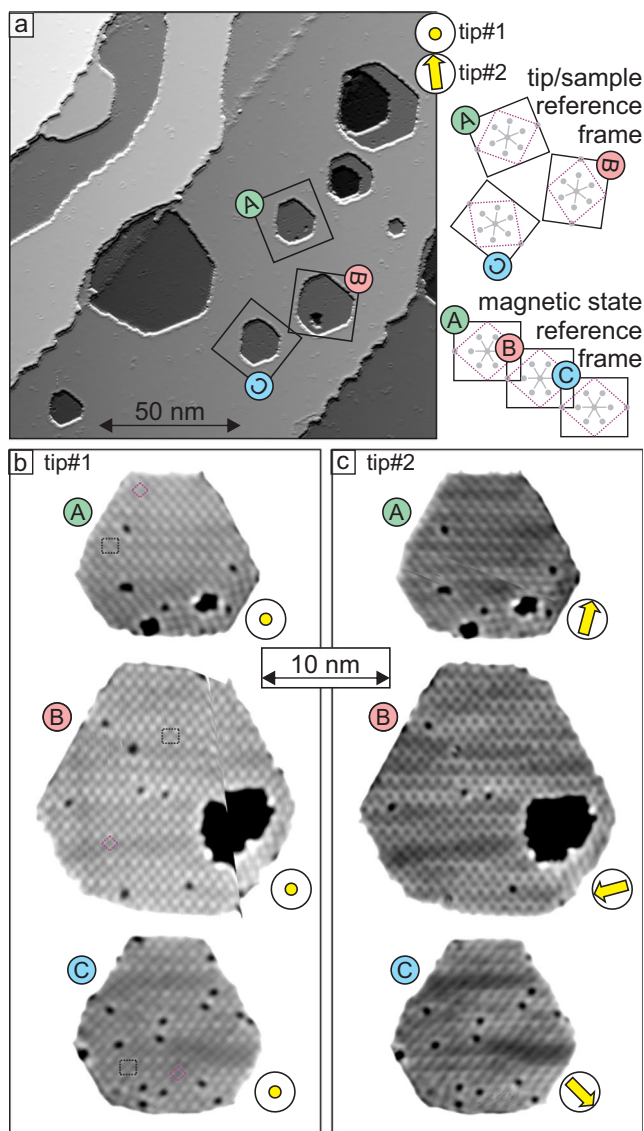 a
tip#1
tip#2
tip/sample
reference
frame
A
B
C
A
B
C
50 nm
magnetic state
reference
frame
A
B
C
b tip#1
c tip#2
A
A
10 nm
B
B
C
C